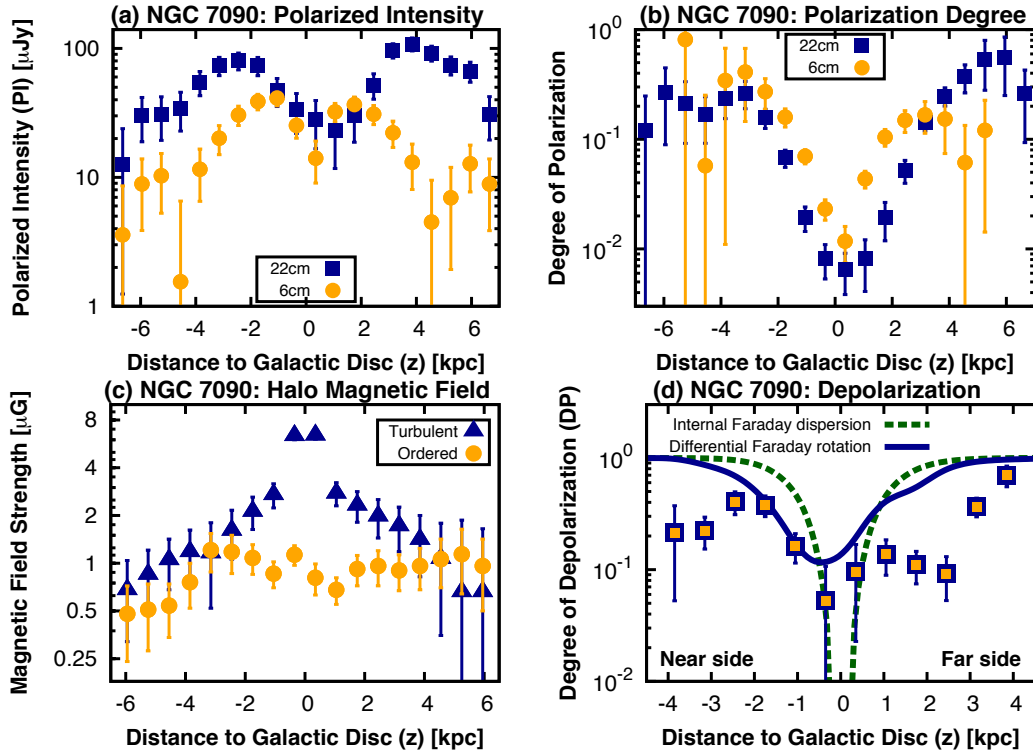 (a) NGC 7090: Polarized Intensity
Polarized Intensity (PI) [μJy]
100
10
1
22cm
6cm
-6 -4 -2 0 2 4 6
Distance to Galactic Disc (z) [kpc]
(b) NGC 7090: Polarization Degree
Degree of Polarization
10^0
10^-1
10^-2
22cm
6cm
-6 -4 -2 0 2 4 6
Distance to Galactic Disc (z) [kpc]
(c) NGC 7090: Halo Magnetic Field
Magnetic Field Strength [μG]
8
4
2
1
0.5
0.25
Turbulent
Ordered
-6 -4 -2 0 2 4 6
Distance to Galactic Disc (z) [kpc]
(d) NGC 7090: Depolarization
Degree of Depolarization (DP)
Internal Faraday dispersion
Differential Faraday rotation
10^0
10^-1
10^-2
Near side
Far side
-4 -3 -2 -1 0 1 2 3 4
Distance to Galactic Disc (z) [kpc]